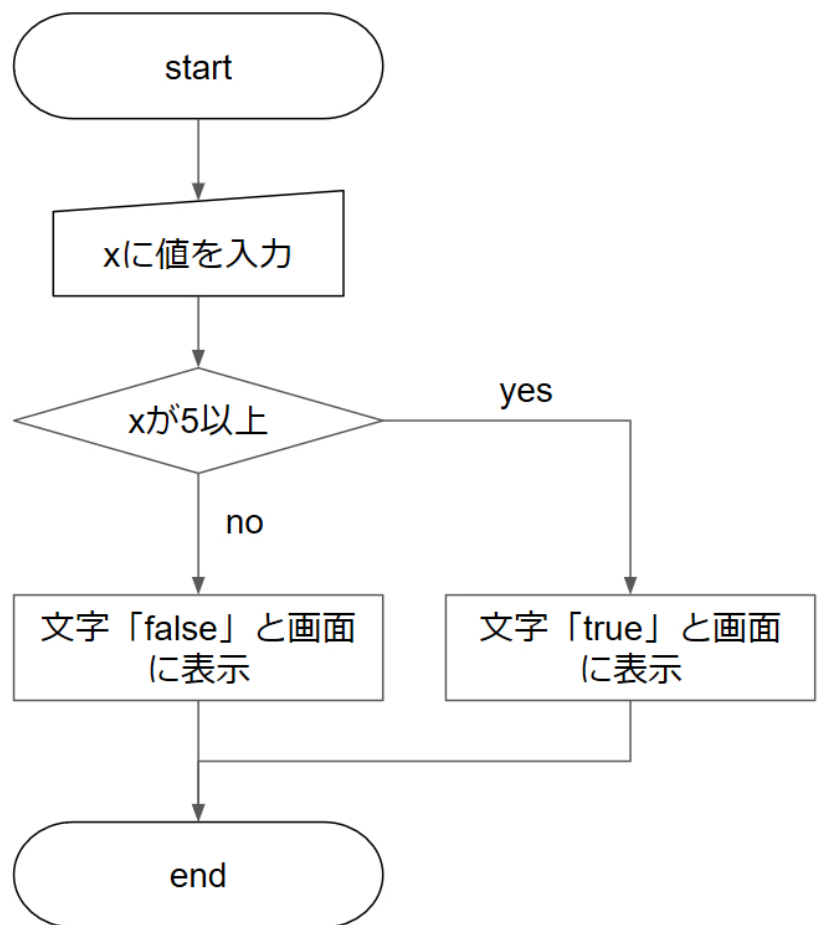 start
xに値を入力
xが5以上
yes
no
文字「false」と画面
に表示
文字「true」と画面
に表示
end